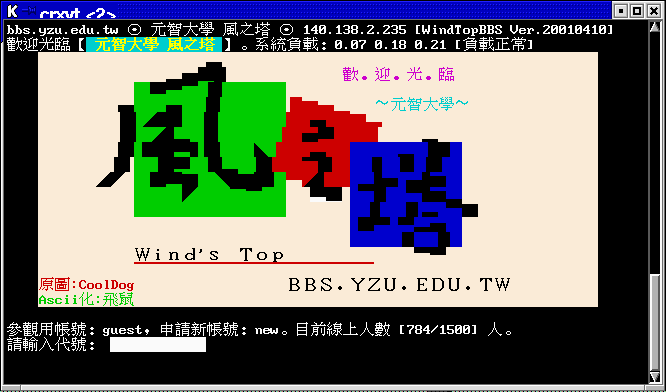 crxvt <2>
bbs.yzu.edu.tw ⊙ 元智大學 風之塔 ⊙ 140.138.2.235 [WindTopBBS Ver.20010410]
歡迎光臨【 元智大學 風之塔 】。系統負載: 0.07 0.18 0.21 [負載正常]
歡.迎.光.臨
～元智大學～
風之塔
Wind's Top
BBS.YZU.EDU.TW
原圖:CoolDog
Ascii化:飛鼠
參觀用帳號: guest, 申請新帳號: new。目前線上人數 [784/1500] 人。
請輸入代號: